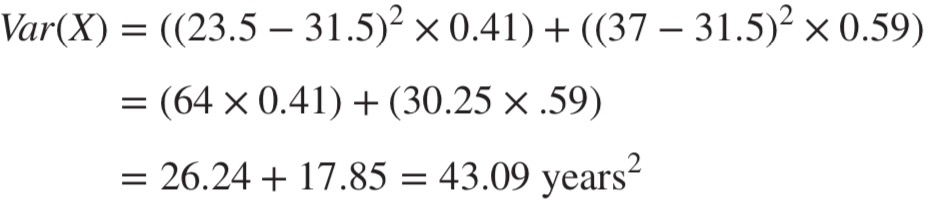 Var(X) = ((23.5 − 31.5)² × 0.41) + ((37 − 31.5)² × 0.59)
= (64 × 0.41) + (30.25 × .59)
= 26.24 + 17.85 = 43.09 years²